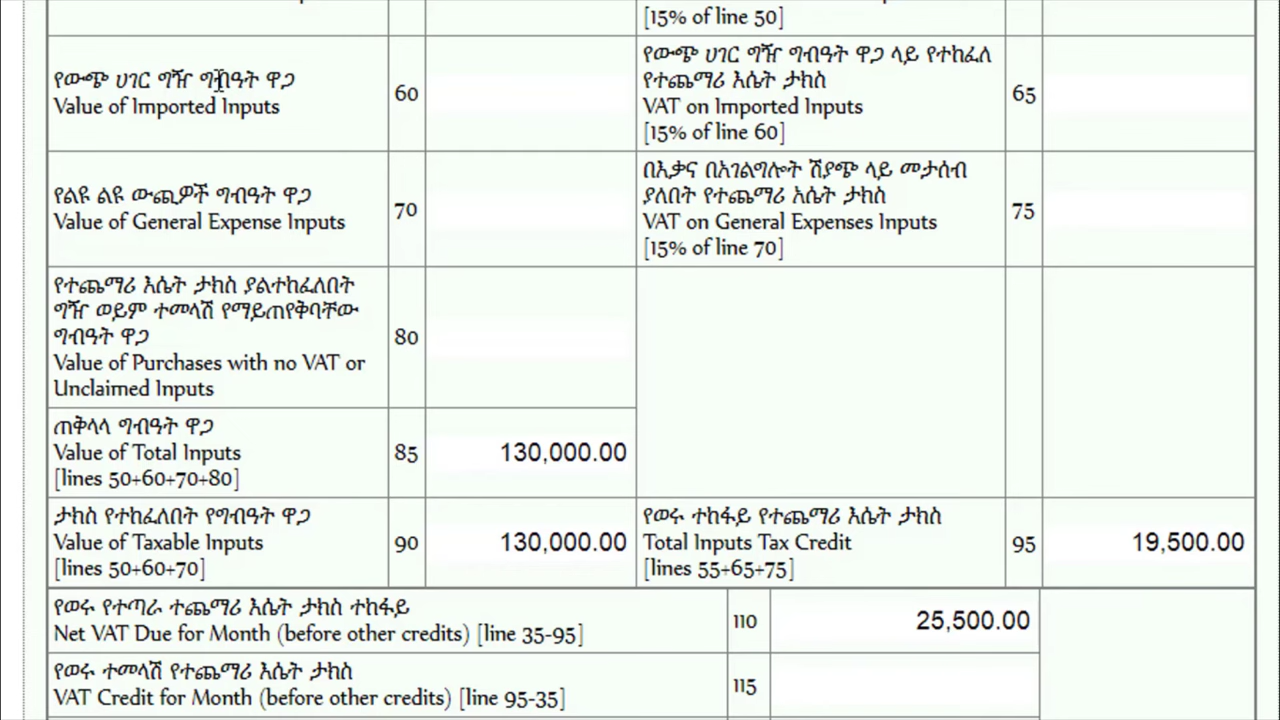 [15% of line 50]
የውጭ ሀገር ግዥ ግብዓት ዋጋ
Value of Imported Inputs
60
የውጭ ሀገር ግዥ ግብዓት ዋጋ ላይ የተከፈለ
የተጨማሪ እሴት ታክስ
VAT on Imported Inputs
[15% of line 60]
65
የልዩ ልዩ ውጪዎች ግብዓት ዋጋ
Value of General Expense Inputs
70
በእቃና በአገልግሎት ሽያጭ ላይ መታሰብ
ያለበት የተጨማሪ እሴት ታክስ
VAT on General Expenses Inputs
[15% of line 70]
75
የተጨማሪ እሴት ታክስ ያልተከፈለበት
ግዥ ወይም ተመላሽ የማይጠየቅባቸው
ግብዓት ዋጋ
Value of Purchases with no VAT or
Unclaimed Inputs
80
ጠቅላላ ግብዓት ዋጋ
Value of Total Inputs
[lines 50+60+70+80]
85
130,000.00
ታክስ የተከፈለበት የግብዓት ዋጋ
Value of Taxable Inputs
[lines 50+60+70]
90
130,000.00
የወሩ ተከፋይ የተጨማሪ እሴት ታክስ
Total Inputs Tax Credit
[lines 55+65+75]
95
19,500.00
የወሩ የተጣራ ተጨማሪ እሴት ታክስ ተከፋይ
Net VAT Due for Month (before other credits) [line 35-95]
110
25,500.00
የወሩ ተመላሽ የተጨማሪ እሴት ታክስ
VAT Credit for Month (before other credits) [line 95-35]
115